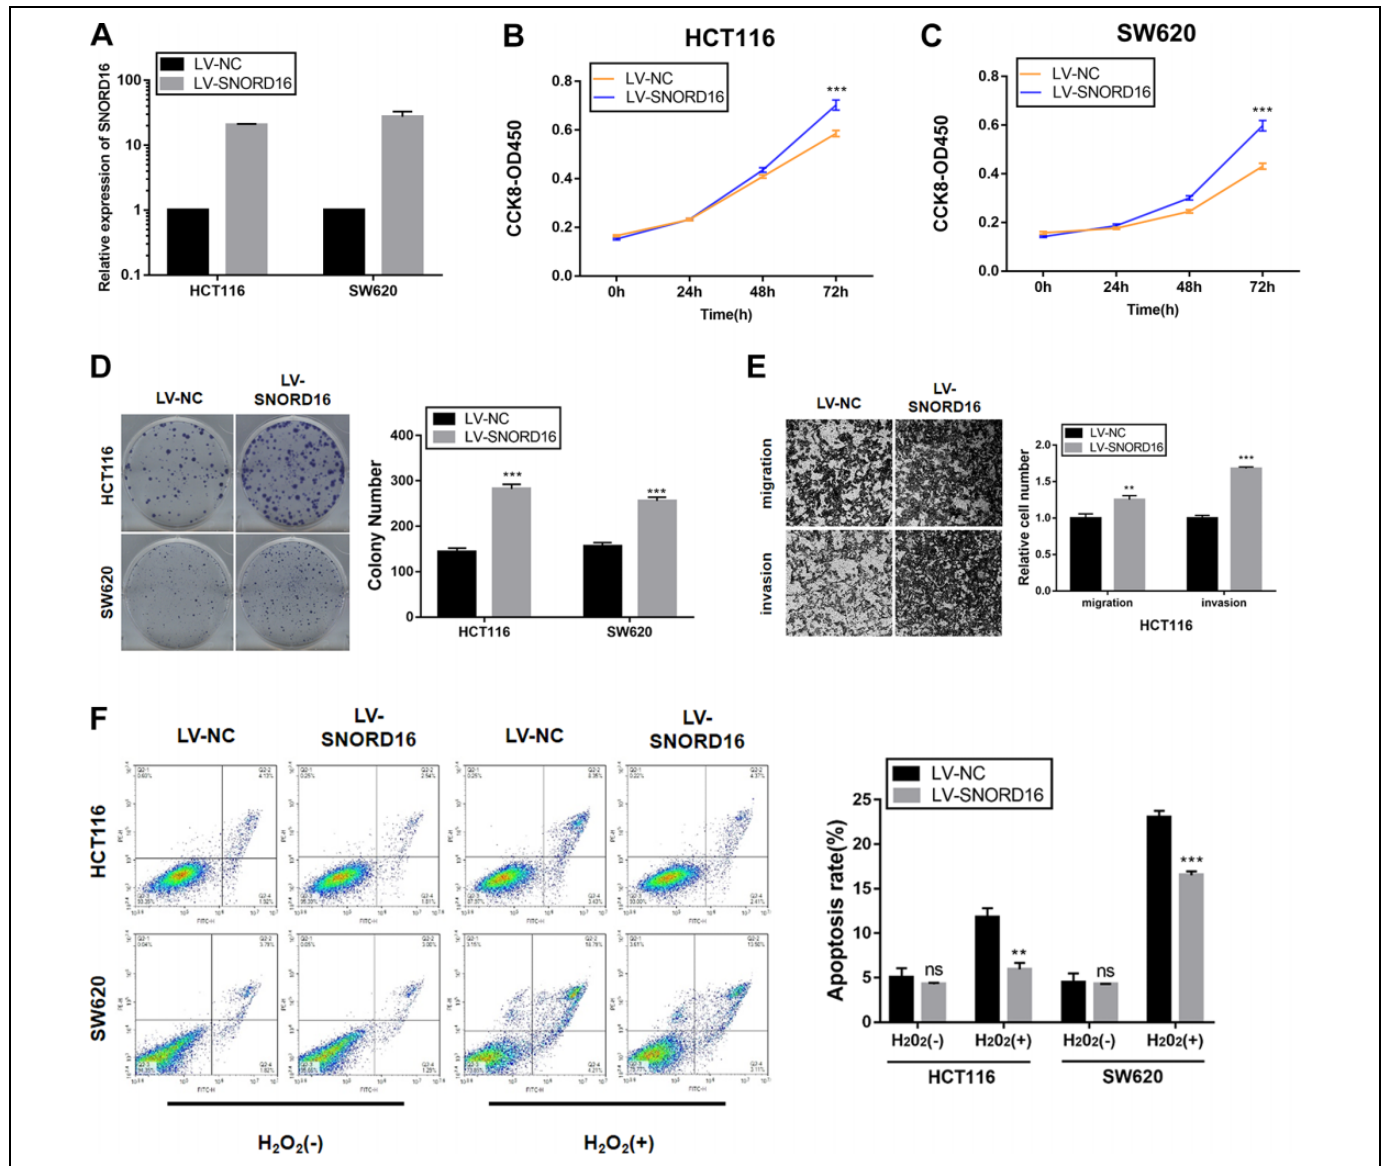 A
LV-NC
LV-SNORD16
Relative expression of SNORD16
100
10
1
0.1
HCT116
SW620
B
HCT116
LV-NC
LV-SNORD16
CCK8-OD450
0.8
0.6
0.4
0.2
0.0
***
0h
24h
48h
72h
Time(h)
C
SW620
LV-NC
LV-SNORD16
CCK8-OD450
0.8
0.6
0.4
0.2
0.0
***
0h
24h
48h
72h
Time(h)
D
LV-NC
LV-
SNORD16
HCT116
SW620
LV-NC
LV-SNORD16
Colony Number
400
300
200
100
0
***
***
HCT116
SW620
E
LV-NC
LV-
SNORD16
migration
invasion
LV-NC
LV-SNORD16
Relative cell number
2.0
1.5
1.0
0.5
0.0
**
***
migration
invasion
HCT116
F
LV-NC
LV-
SNORD16
LV-NC
LV-
SNORD16
HCT116
SW620
H₂O₂(-)
H₂O₂(+)
LV-NC
LV-SNORD16
Apoptosis rate(%)
25
20
15
10
5
0
ns
**
ns
***
H₂0₂(-)
H₂0₂(+)
H₂0₂(-)
H₂0₂(+)
HCT116
SW620